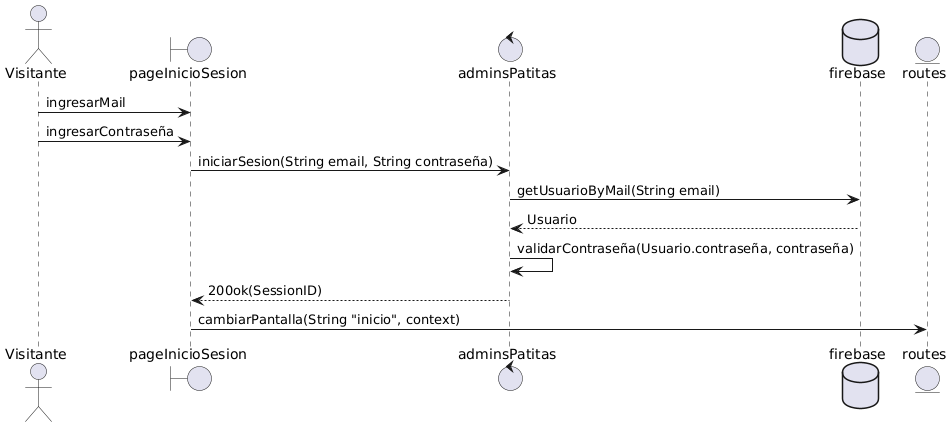 Visitante pageInicioSesion adminsPatitas firebase routes
ingresarMail
ingresarContraseña
iniciarSesion(String email, String contraseña)
getUsuarioByMail(String email)
Usuario
validarContraseña(Usuario.contraseña, contraseña)
200ok(SessionID)
cambiarPantalla(String "inicio", context)
Visitante pageInicioSesion adminsPatitas firebase routes